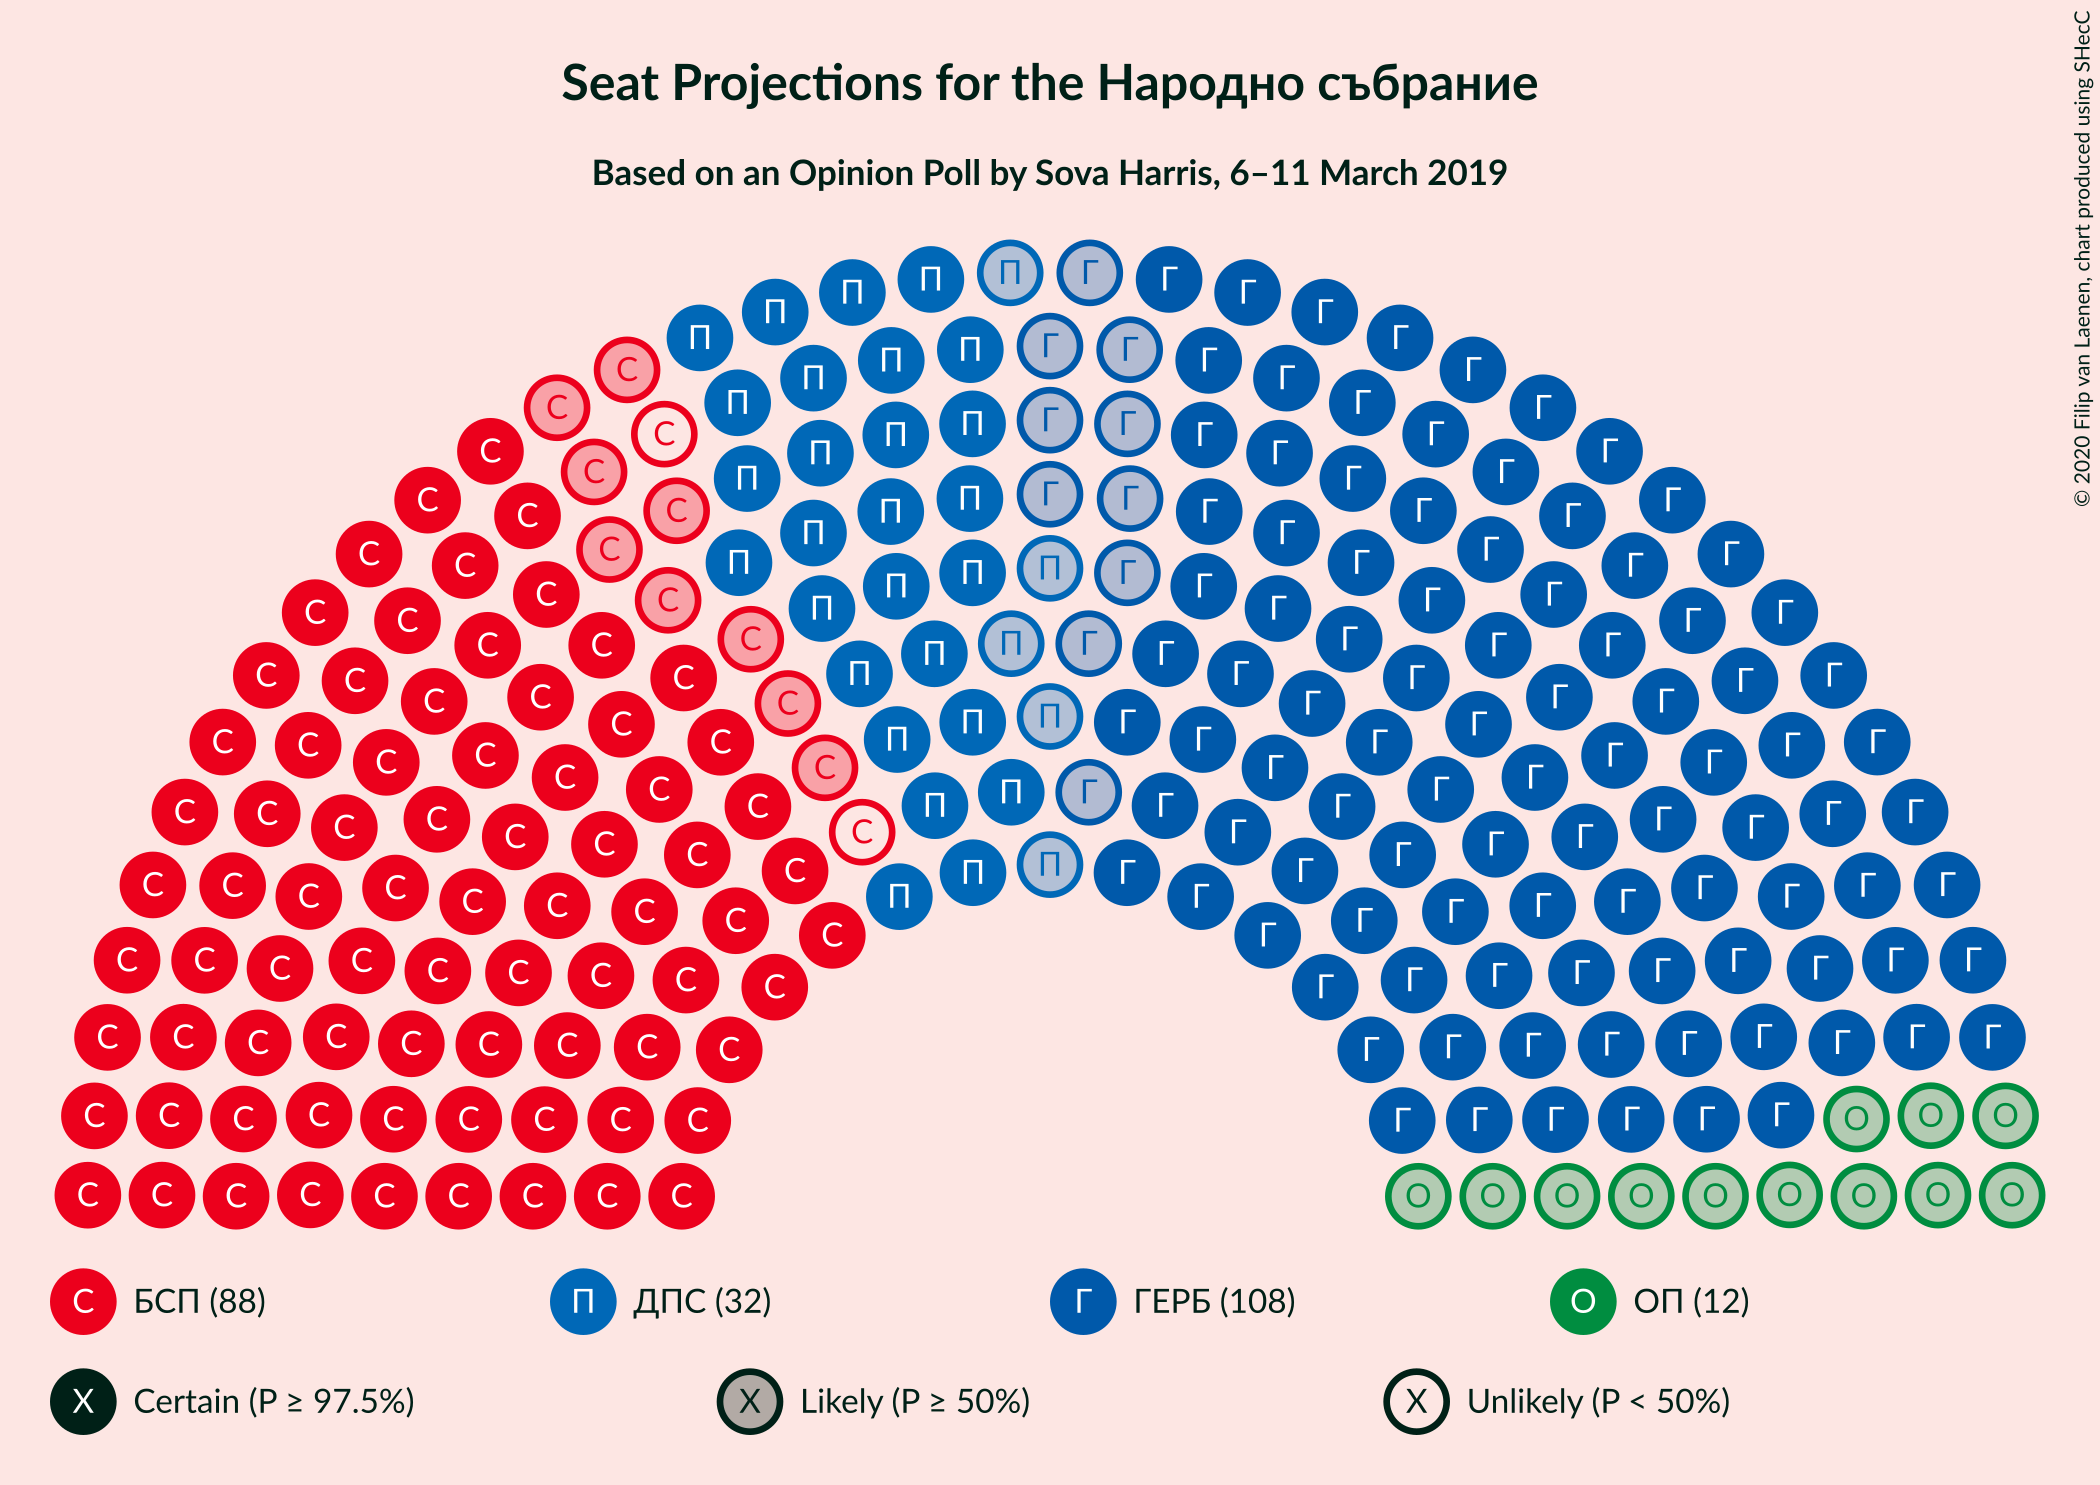 Seat Projections for the Народно събрание
Based on an Opinion Poll by Sova Harris, 6–11 March 2019
© 2020 Filip van Laenen, chart produced using SHecC
С БСП (88)
П ДПС (32)
Г ГЕРБ (108)
О ОП (12)
X Certain (P ≥ 97.5%)
X Likely (P ≥ 50%)
X Unlikely (P < 50%)